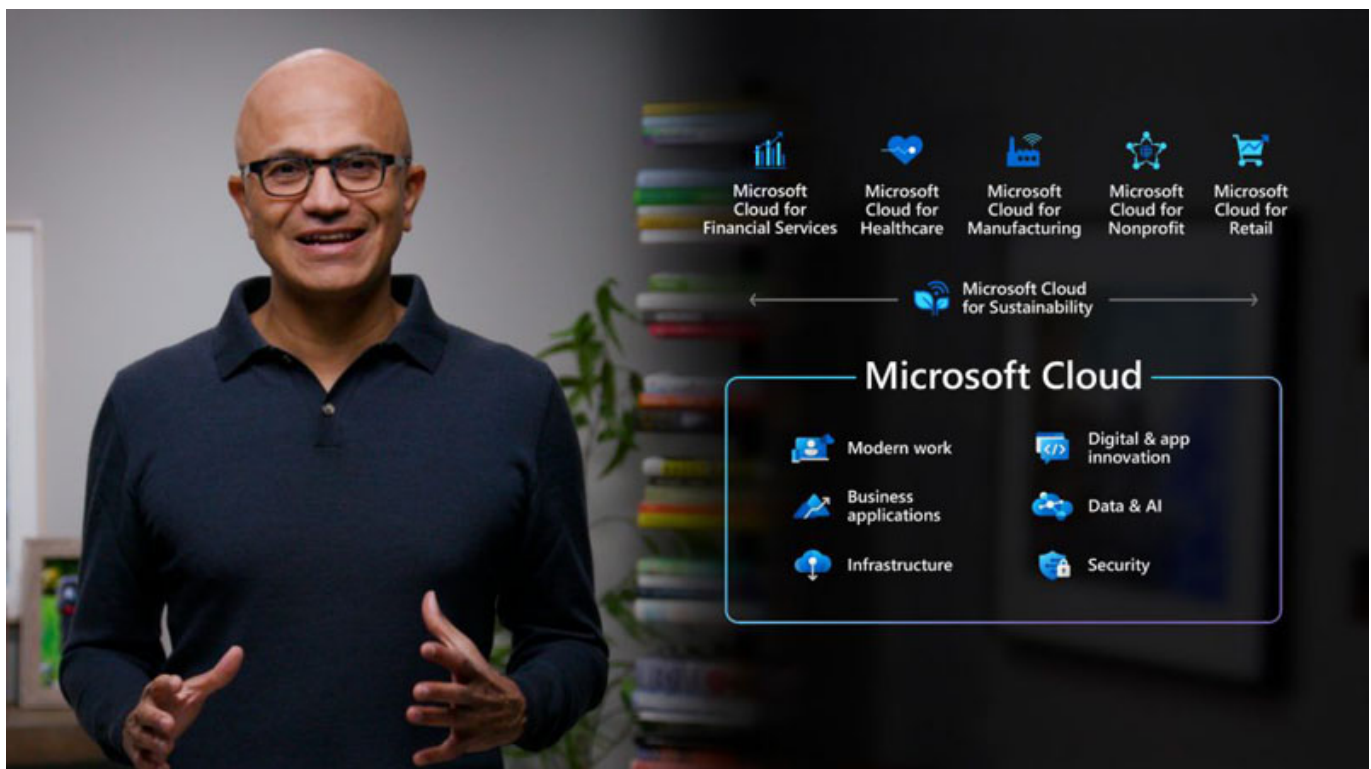 Microsoft
Cloud for
Financial Services
Microsoft
Cloud for
Healthcare
Microsoft
Cloud for
Manufacturing
Microsoft
Cloud for
Nonprofit
Microsoft
Cloud for
Retail
Microsoft Cloud
for Sustainability
Microsoft Cloud
Modern work
Digital & app
innovation
Business
applications
Data & AI
Infrastructure
Security